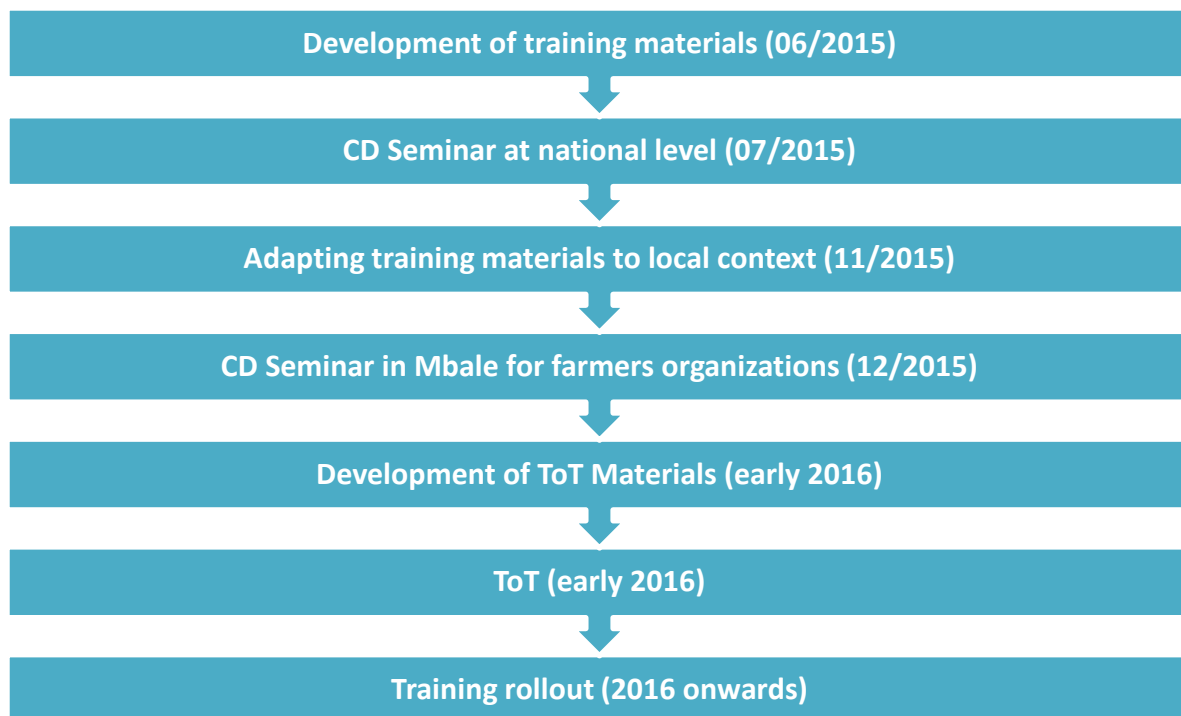 Development of training materials (06/2015)
CD Seminar at national level (07/2015)
Adapting training materials to local context (11/2015)
CD Seminar in Mbale for farmers organizations (12/2015)
Development of ToT Materials (early 2016)
ToT (early 2016)
Training rollout (2016 onwards)